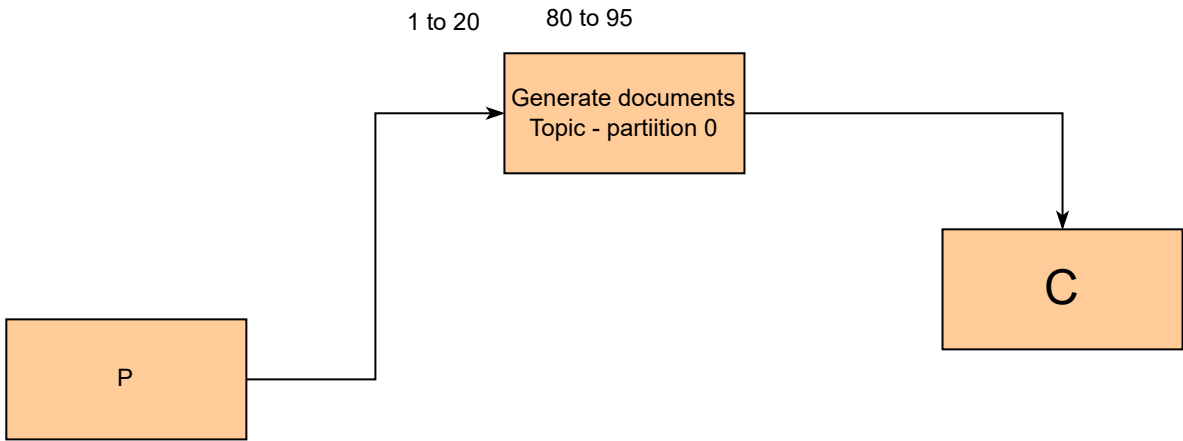 1 to 20
80 to 95
Generate documents
Topic - partiition 0
C
P